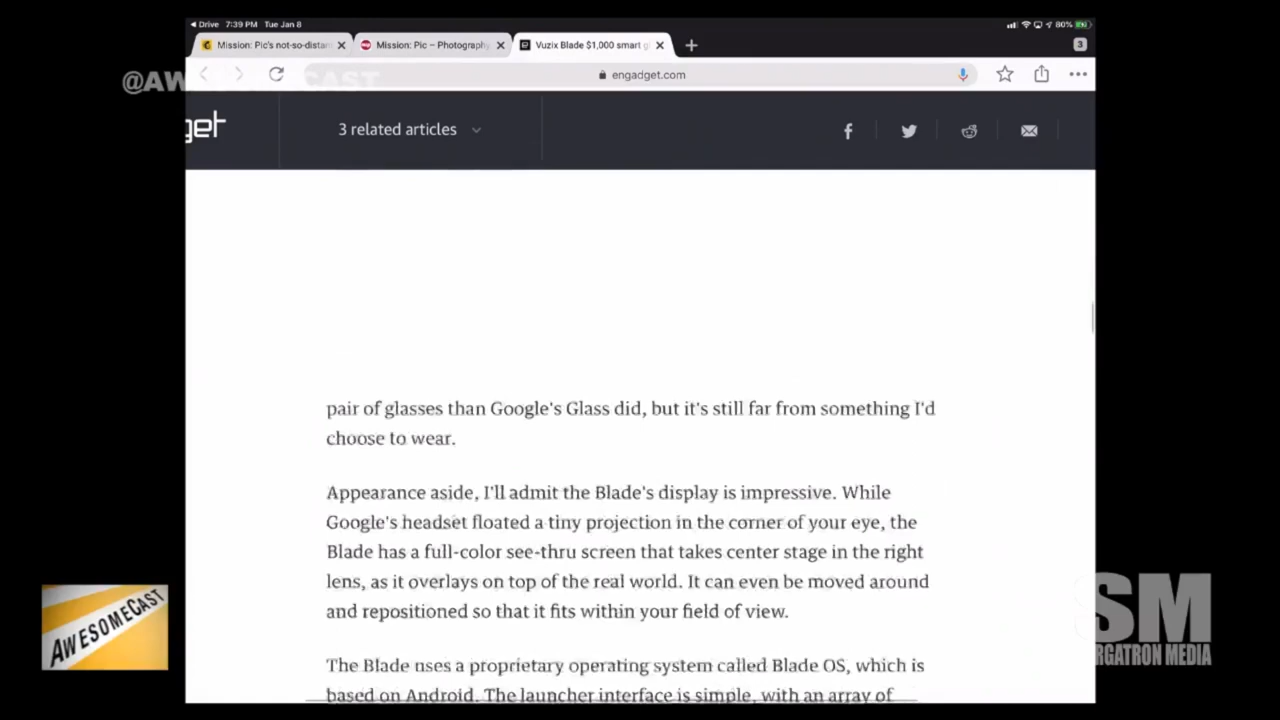 Drive 7:39 PM Tue Jan 8
80%
Mission: Pic's not-so-distan
Mission: Pic – Photography
Vuzix Blade $1,000 smart g
3
@AW
CAST
engadget.com
get
3 related articles
pair of glasses than Google's Glass did, but it's still far from something I'd
choose to wear.
Appearance aside, I'll admit the Blade's display is impressive. While
Google's headset floated a tiny projection in the corner of your eye, the
Blade has a full-color see-thru screen that takes center stage in the right
lens, as it overlays on top of the real world. It can even be moved around
and repositioned so that it fits within your field of view.
The Blade uses a proprietary operating system called Blade OS, which is
based on Android. The launcher interface is simple, with an array of
AWESOMECAST
SM
RGATRON MEDIA